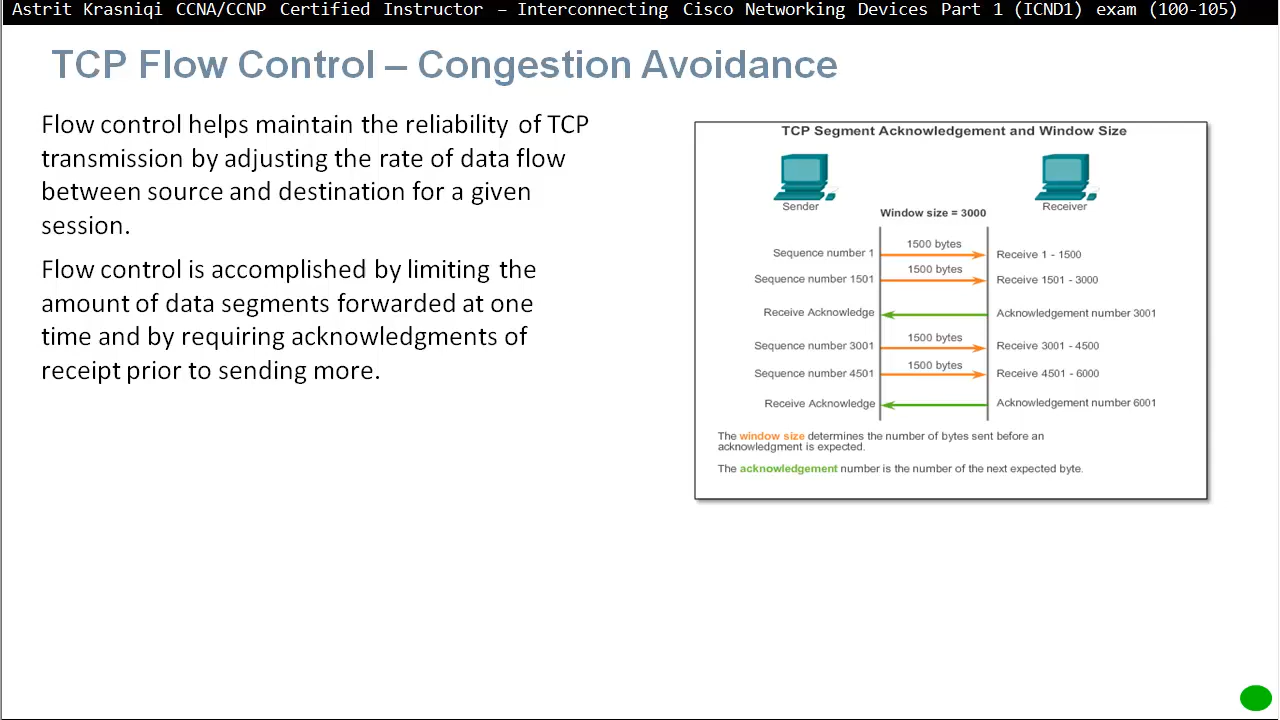 Astrit Krasniqi CCNA/CCNP Certified Instructor – Interconnecting Cisco Networking Devices Part 1 (ICND1) exam (100-105)
TCP Flow Control – Congestion Avoidance
Flow control helps maintain the reliability of TCP
transmission by adjusting the rate of data flow
between source and destination for a given
session.
Flow control is accomplished by limiting the
amount of data segments forwarded at one
time and by requiring acknowledgments of
receipt prior to sending more.
TCP Segment Acknowledgement and Window Size
Sender
Receiver
Window size = 3000
Sequence number 1
1500 bytes
Receive 1 - 1500
Sequence number 1501
1500 bytes
Receive 1501 - 3000
Receive Acknowledge
Acknowledgement number 3001
Sequence number 3001
1500 bytes
Receive 3001 - 4500
Sequence number 4501
1500 bytes
Receive 4501 - 6000
Receive Acknowledge
Acknowledgement number 6001
The window size determines the number of bytes sent before an
acknowledgment is expected.
The acknowledgement number is the number of the next expected byte.